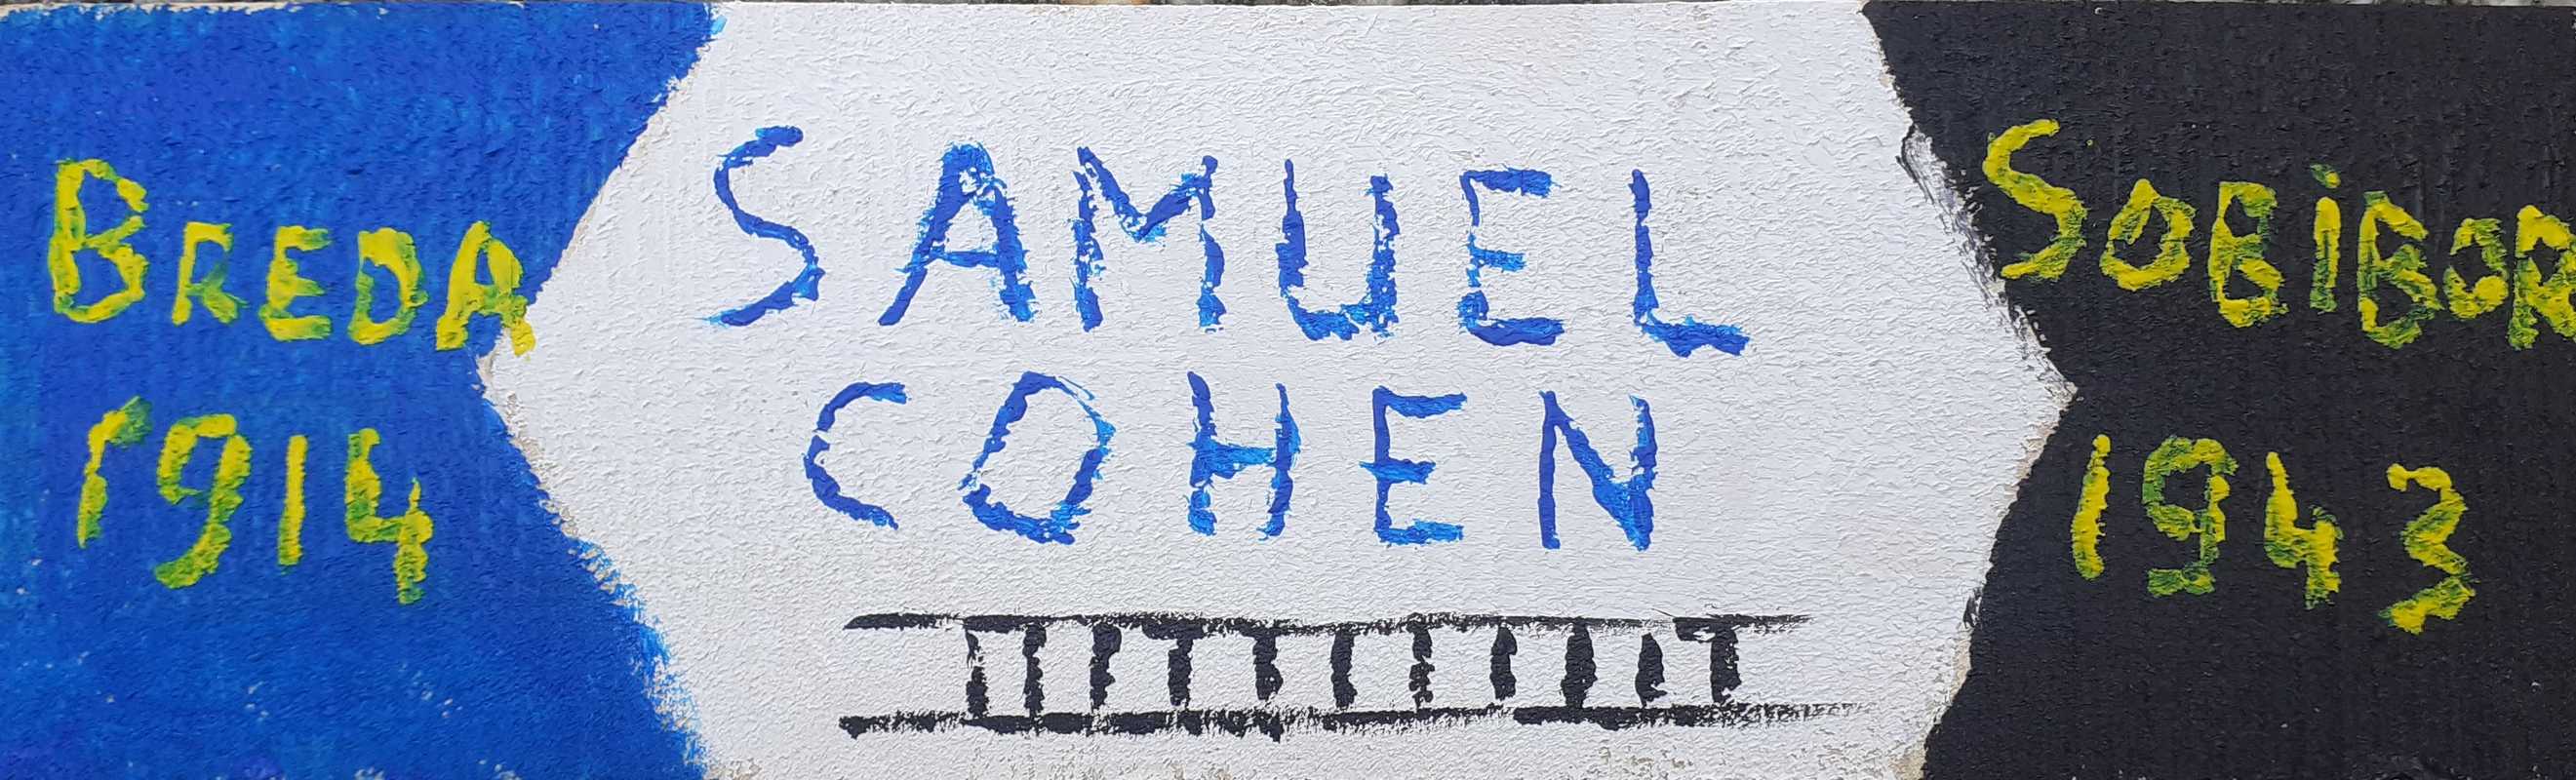 BREDA
1914
SAMUEL
COHEN
SOBiBOR
1943